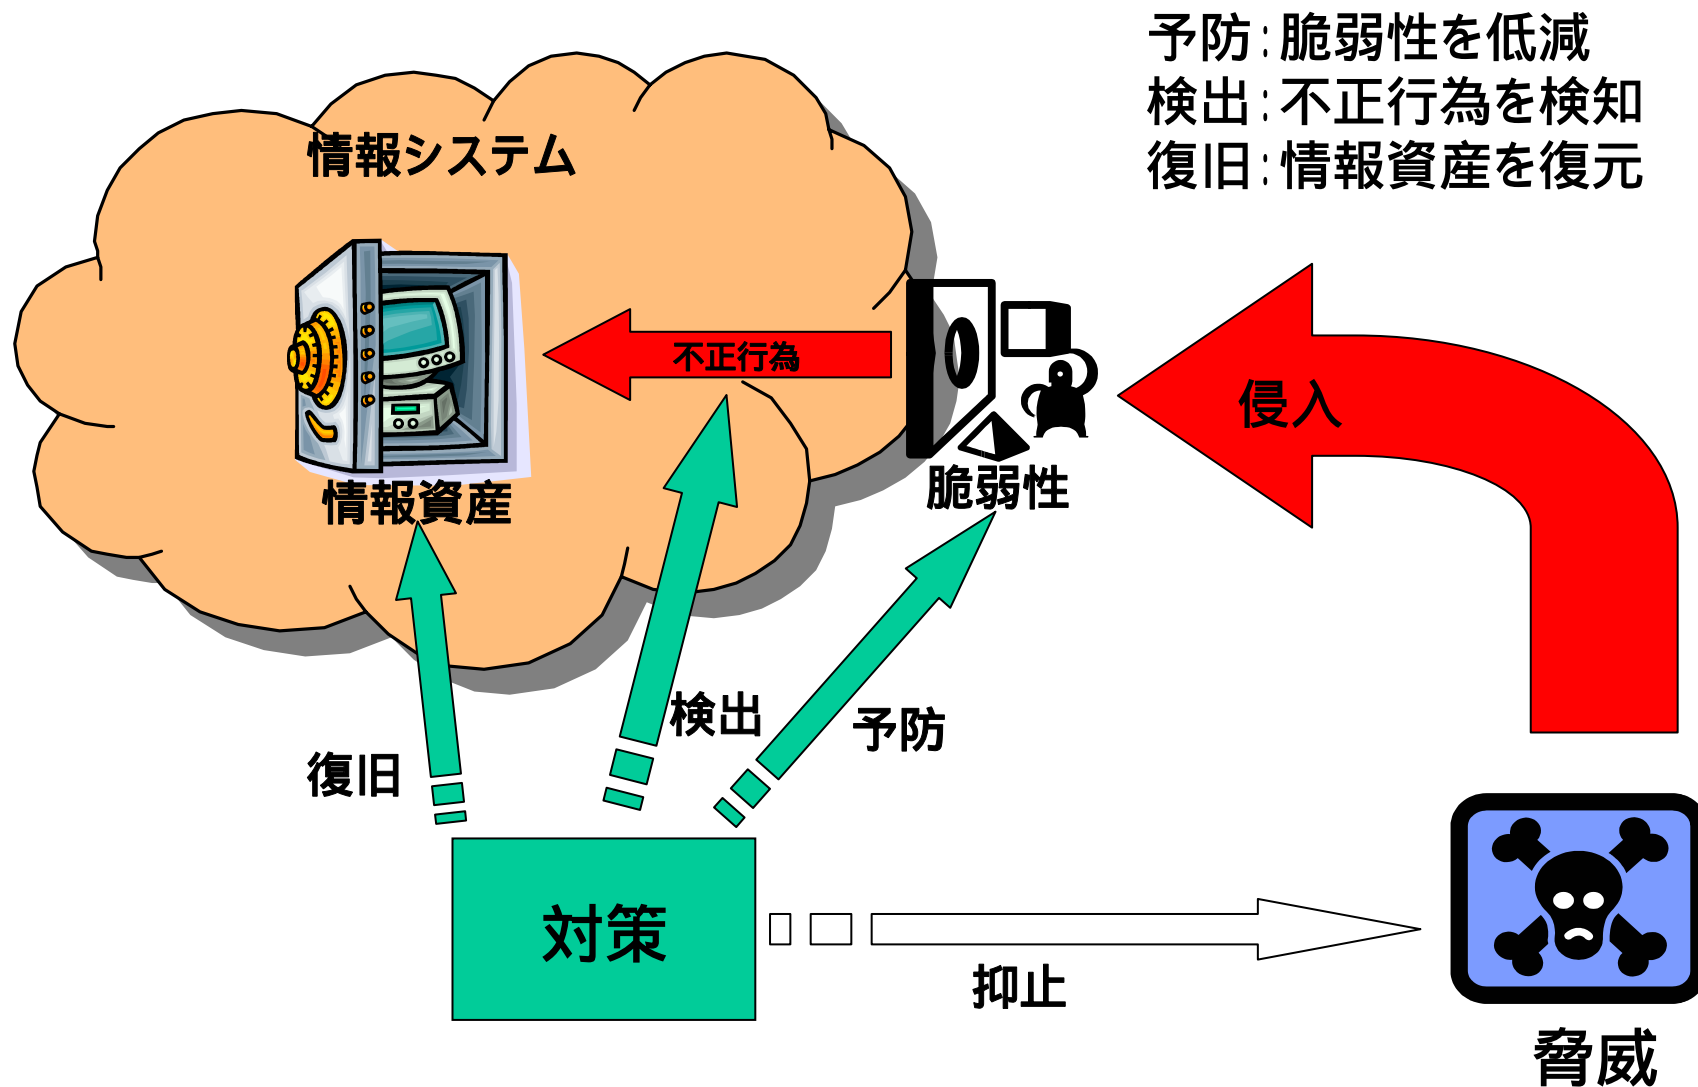 予防：脆弱性を低減
検出：不正行為を検知
復旧：情報資産を復元
情報システム
不正行為
侵入
脆弱性
情報資産
検出
予防
復旧
対策
抑止
脅威